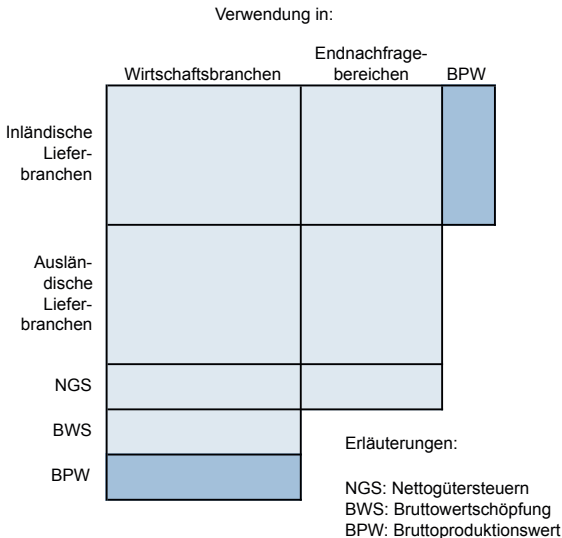 Verwendung in:
Endnachfrage-
Wirtschaftsbranchen bereichen BPW
Inländische
Liefer-
branchen
Auslän-
dische
Liefer-
branchen
NGS
BWS
BPW
Erläuterungen:
NGS: Nettogütersteuern
BWS: Bruttowertschöpfung
BPW: Bruttoproduktionswert